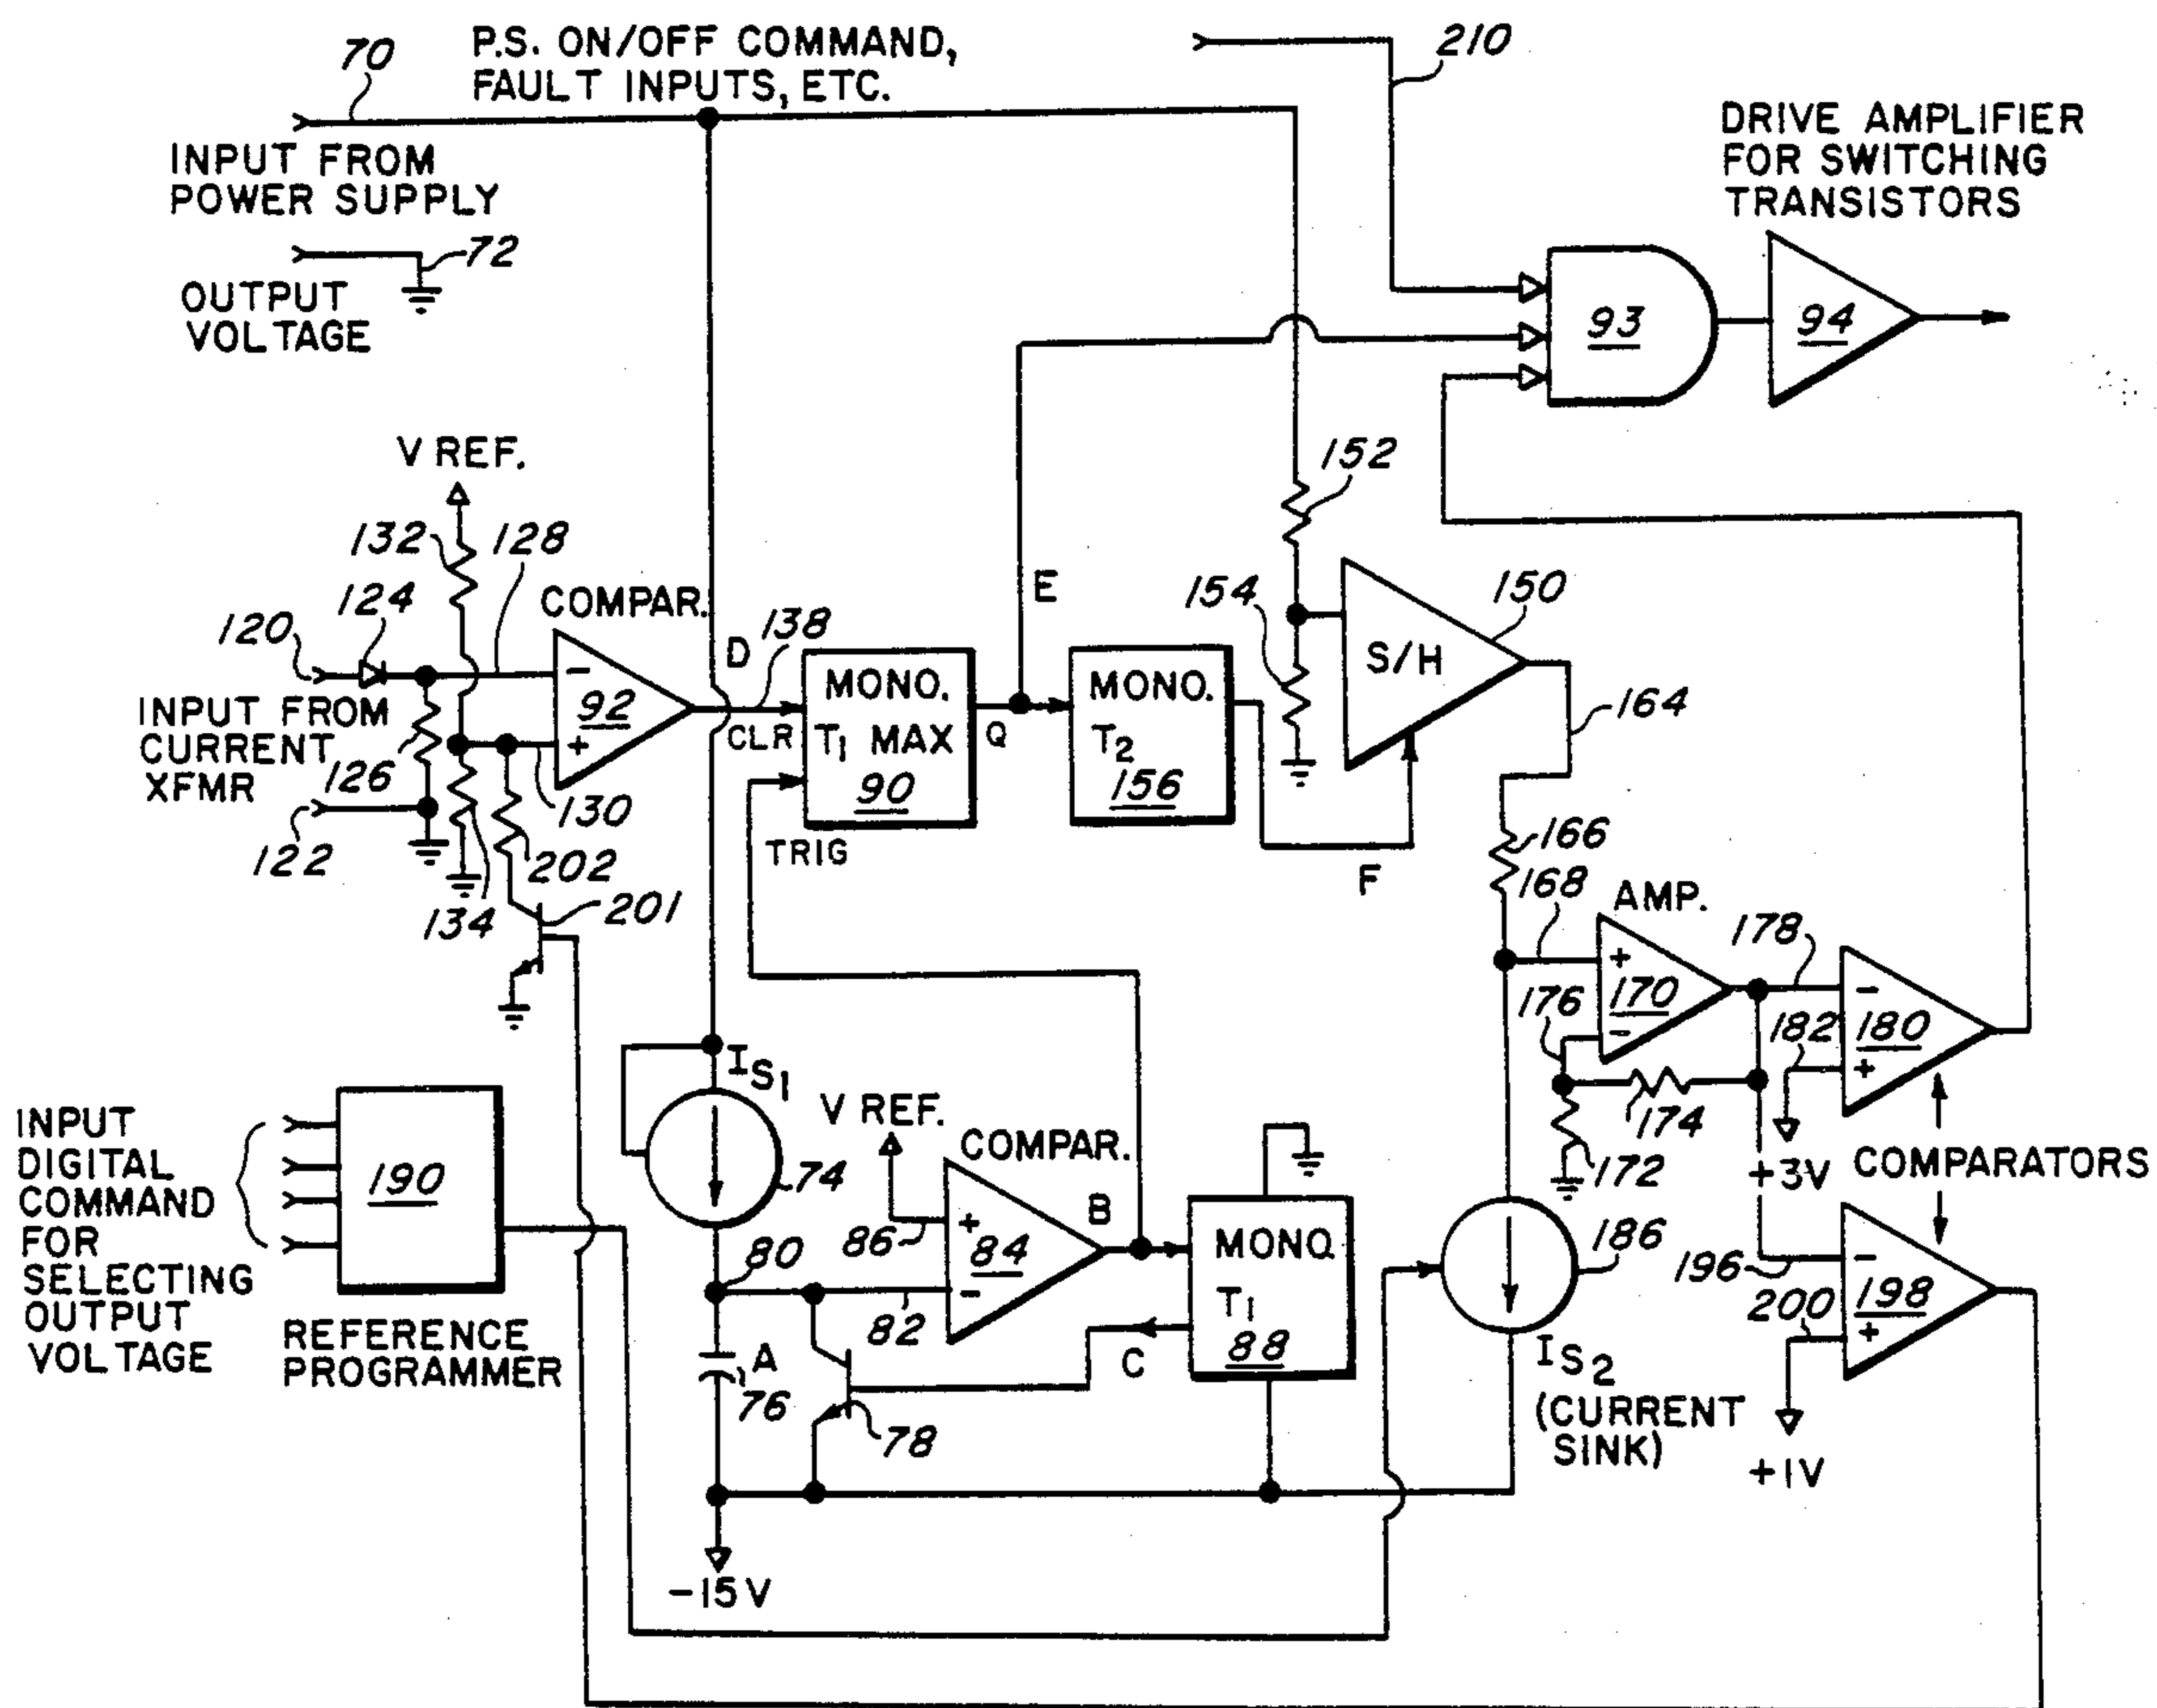 70
P.S. ON/OFF COMMAND,
FAULT INPUTS, ETC.
210
INPUT FROM
POWER SUPPLY
72
OUTPUT
VOLTAGE
DRIVE AMPLIFIER
FOR SWITCHING
TRANSISTORS
93
94
V REF.
132
128
124
COMPAR.
120
INPUT FROM
CURRENT
XFMR
126
122
-
92
+
130
134
202
201
D
138
CLR
MONO.
T1 MAX
90
TRIG
Q
E
MONO.
T2
156
F
152
154
S/H
150
164
166
168
AMP.
+
170
-
176
174
172
178
182
-
180
+
+3V
COMPARATORS
INPUT
DIGITAL
COMMAND
FOR
SELECTING
OUTPUT
VOLTAGE
190
REFERENCE
PROGRAMMER
IS1
74
80
A
76
78
82
V REF.
COMPAR.
86
+
84
-
B
MONO
T1
88
C
-15V
186
IS2
(CURRENT
SINK)
196
200
-
198
+
+1V